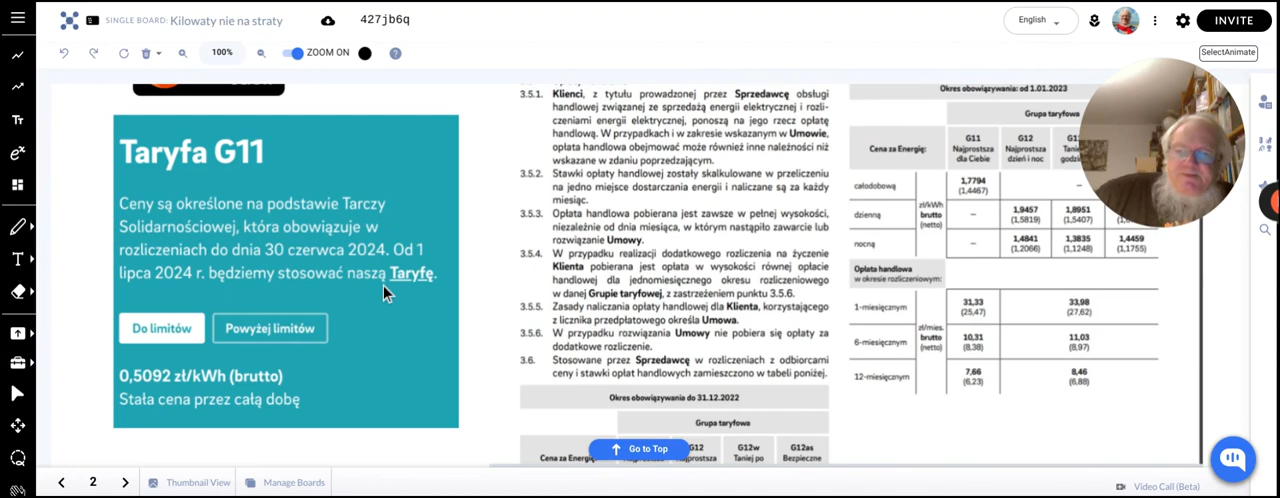 SINGLE BOARD: Kilowaty nie na straty
427jb6q
English
INVITE
100%
ZOOM ON
SelectAnimate
Taryfa G11
Ceny są określone na podstawie Tarczy
Solidarnościowej, która obowiązuje w
rozliczeniach do dnia 30 czerwca 2024. Od 1
lipca 2024 r. będziemy stosować naszą Taryfę.
Do limitów
Powyżej limitów
0,5092 zł/kWh (brutto)
Stała cena przez całą dobę
3.5.1. Klienci, z tytułu prowadzonej przez Sprzedawcę obsługi
handlowej związanej ze sprzedażą energii elektrycznej i rozli-
czeniami energii elektrycznej, ponoszą na jego rzecz opłatę
handlową. W przypadkach i w zakresie wskazanym w Umowie,
opłata handlowa obejmować może również inne należności niż
wskazane w zdaniu poprzedzającym.
3.5.2. Stawki opłaty handlowej zostały skalkulowane w przeliczeniu
na jedno miejsce dostarczania energii i naliczane są za każdy
miesiąc.
3.5.3. Opłata handlowa pobierana jest zawsze w pełnej wysokości,
niezależnie od dnia miesiąca, w którym nastąpiło zawarcie lub
rozwiązanie Umowy.
3.5.4. W przypadku realizacji dodatkowego rozliczenia na życzenie
Klienta pobierana jest opłata w wysokości równej opłacie
handlowej dla jednomiesięcznego okresu rozliczeniowego
w danej Grupie taryfowej, z zastrzeżeniem punktu 3.5.6.
3.5.5. Zasady naliczania opłaty handlowej dla Klienta, korzystającego
z licznika przedpłatowego określa Umowa.
3.5.6. W przypadku rozwiązania Umowy nie pobiera się opłaty za
dodatkowe rozliczenie.
3.6. Stosowane przez Sprzedawcę w rozliczeniach z odbiorcami
ceny i stawki opłat handlowych zamieszczono w tabeli poniżej.
Okres obowiązywania do 31.12.2022
Grupa taryfowa
Cena za Energię:
G12 G12w G12as
Najprostsza Taniej po Bezpieczne
Go to Top
Okres obowiązywania: od 1.01.2023
Grupa taryfowa
Cena za Energię:
G11 G12
Najprostsza Najprostsza
dla Ciebie dzień i noc
całodobowa 1,7794 –
(1,4467)
zł/kWh
brutto
(netto)
dzienną – 1,9457 1,8951
(1,5819) (1,5407)
nocną – 1,4841 1,3835 1,4459
(1,2066) (1,1248) (1,1755)
Opłata handlowa
w okresie rozliczeniowym:
1-miesięcznym 31,33 33,98
(25,47) (27,62)
zł/mies.
brutto
(netto)
6-miesięcznym 10,31 11,03
(8,38) (8,97)
12-miesięcznym 7,66 8,46
(6,23) (6,88)
2
Thumbnail View
Manage Boards
Video Call (Beta)